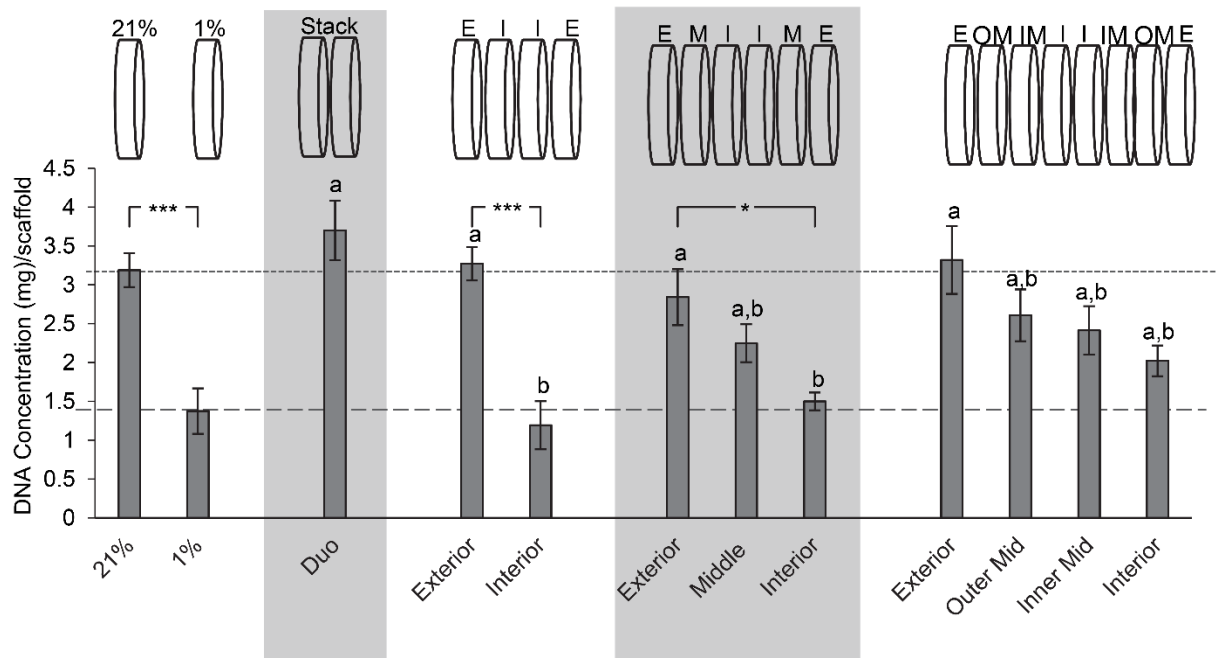 21% 1% Stack E I I E E M I I M E E OM IM I I IM OM E
DNA Concentration (mg)/scaffold
4.5
4
3.5
3
2.5
2
1.5
1
0.5
0
*** a a *** b a a,b b * a a,b a,b a,b
21% 1% Duo Exterior Interior Exterior Middle Interior Exterior Outer Mid Inner Mid Interior